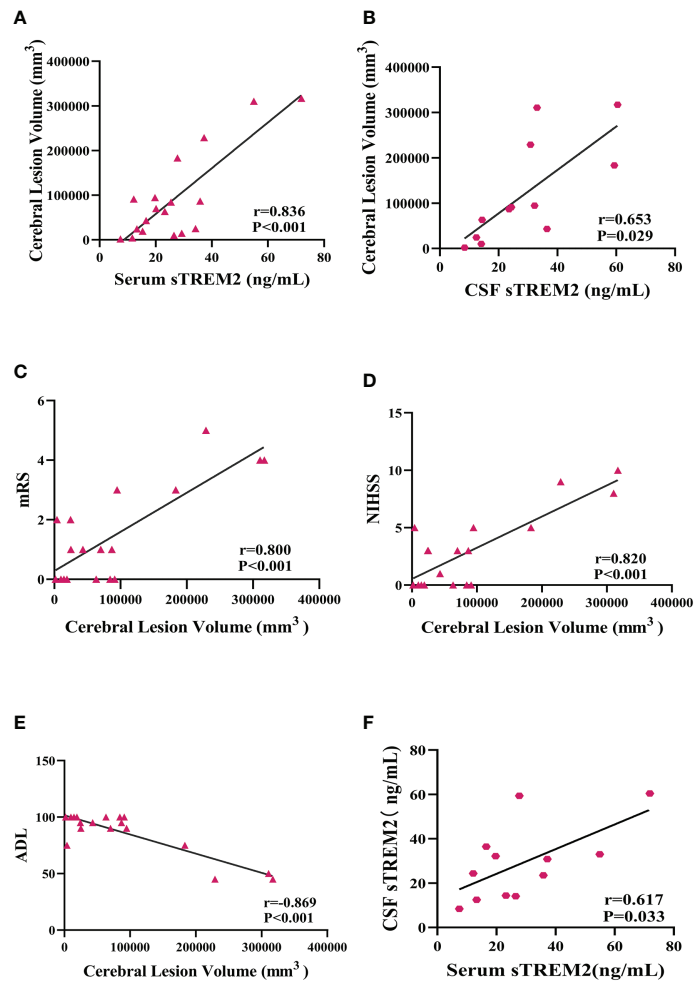 A
Cerebral Lesion Volume (mm³)
400000
300000
200000
100000
0
0 20 40 60 80
r=0.836
P<0.001
Serum sTREM2 (ng/mL)
B
Cerebral Lesion Volume (mm³)
400000
300000
200000
100000
0
0 20 40 60 80
r=0.653
P=0.029
CSF sTREM2 (ng/mL)
C
mRS
6
4
2
0
0 100000 200000 300000 400000
r=0.800
P<0.001
Cerebral Lesion Volume (mm³ )
D
NIHSS
15
10
5
0
0 100000 200000 300000 400000
r=0.820
P<0.001
Cerebral Lesion Volume (mm³ )
E
ADL
150
100
50
0
0 100000 200000 300000 400000
r=-0.869
P<0.001
Cerebral Lesion Volume (mm³ )
F
CSF sTREM2( ng/mL)
80
60
40
20
0
0 20 40 60 80
r=0.617
P=0.033
Serum sTREM2(ng/mL)